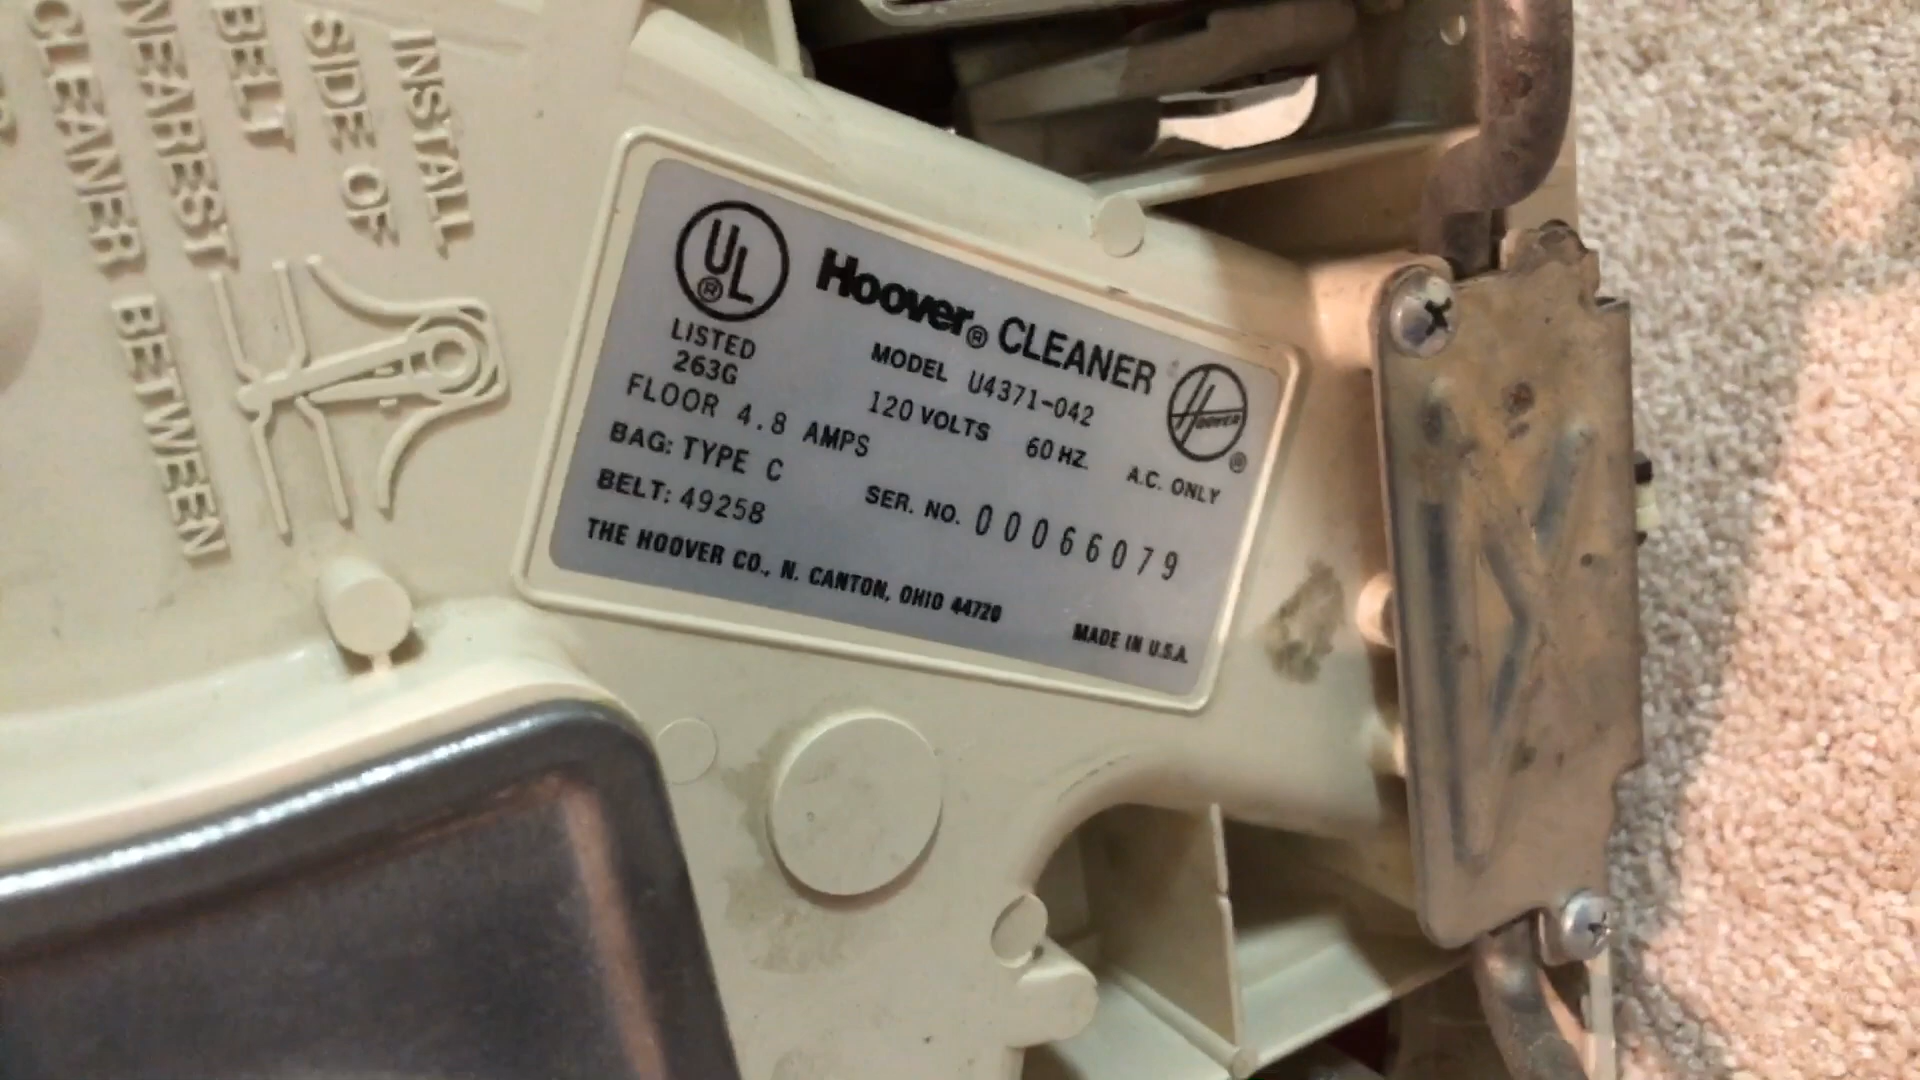 INSTALL
SIDE OF
BELT
NEAREST
CLEANER BETWEEN
UL
®
LISTED
263G
Hoover® CLEANER
MODEL U4371-042
HOOVER
®
FLOOR 4.8 AMPS
120 VOLTS 60 HZ. A.C. ONLY
BAG: TYPE C
BELT: 49258
SER. NO. 00066079
THE HOOVER CO., N. CANTON, OHIO 44720
MADE IN U.S.A.